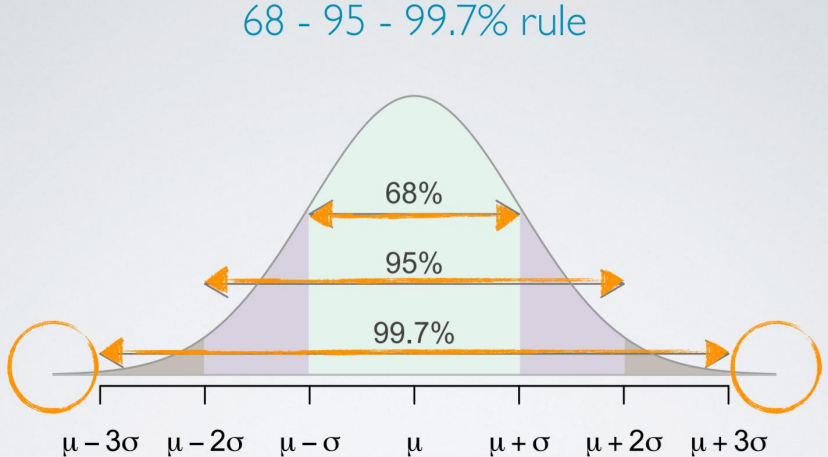 68 - 95 - 99.7% rule
68%
95%
99.7%
μ – 3σ μ – 2σ μ – σ μ μ + σ μ + 2σ μ + 3σ